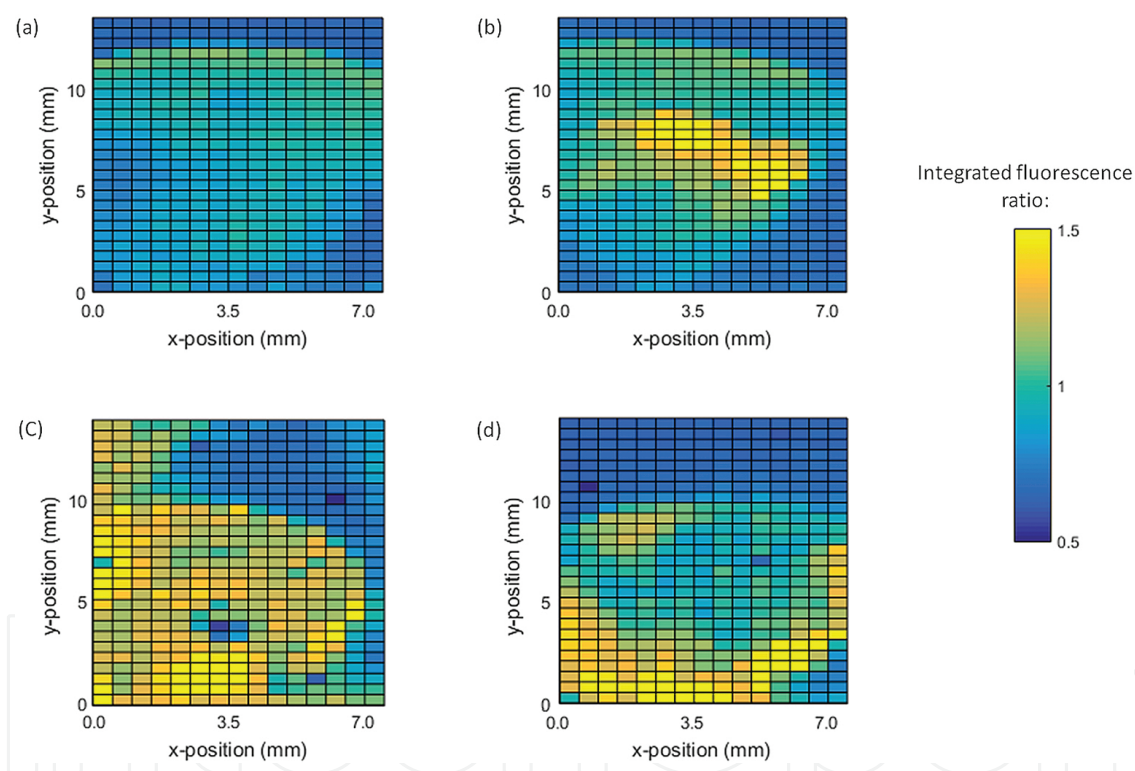 (a)
y-position (mm)
10
5
0
0.0 3.5 7.0
x-position (mm)
(b)
y-position (mm)
10
5
0
0.0 3.5 7.0
x-position (mm)
Integrated fluorescence
ratio:
1.5
1
0.5
(C)
y-position (mm)
10
5
0
0.0 3.5 7.0
x-position (mm)
(d)
y-position (mm)
10
5
0
0.0 3.5 7.0
x-position (mm)